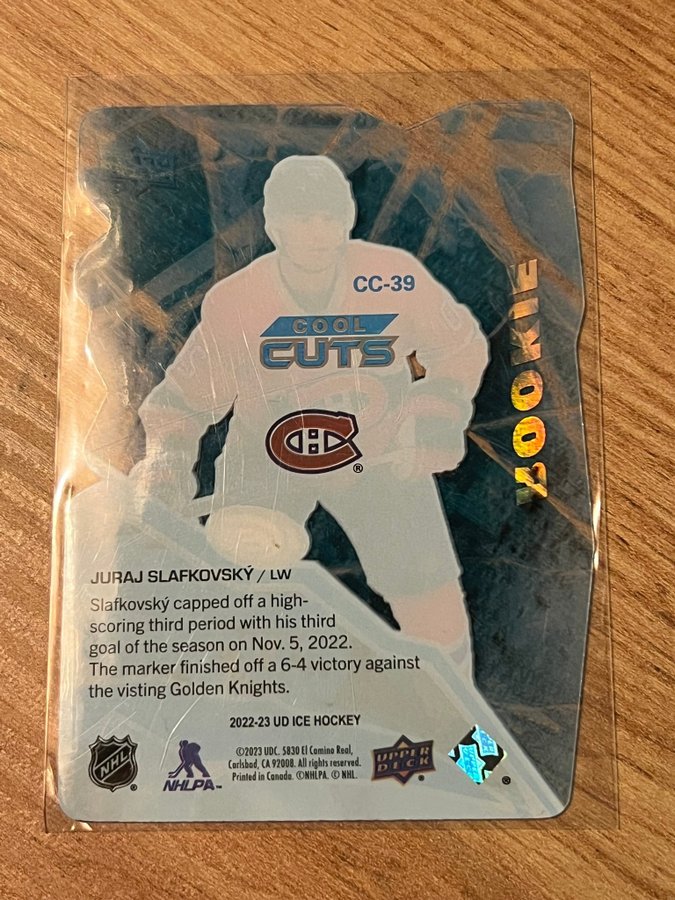 CC-39
COOL
CUTS
®
ROOKIE
JURAJ SLAFKOVSKÝ / LW
Slafkovský capped off a high-
scoring third period with his third
goal of the season on Nov. 5, 2022.
The marker finished off a 6-4 victory against
the visting Golden Knights.
2022-23 UD ICE HOCKEY
©2023 UDC. 5830 El Camino Real,
Carlsbad, CA 92008. All rights reserved.
Printed in Canada. ©NHLPA. © NHL.
NHL
NHLPA™
UPPER
DECK
®